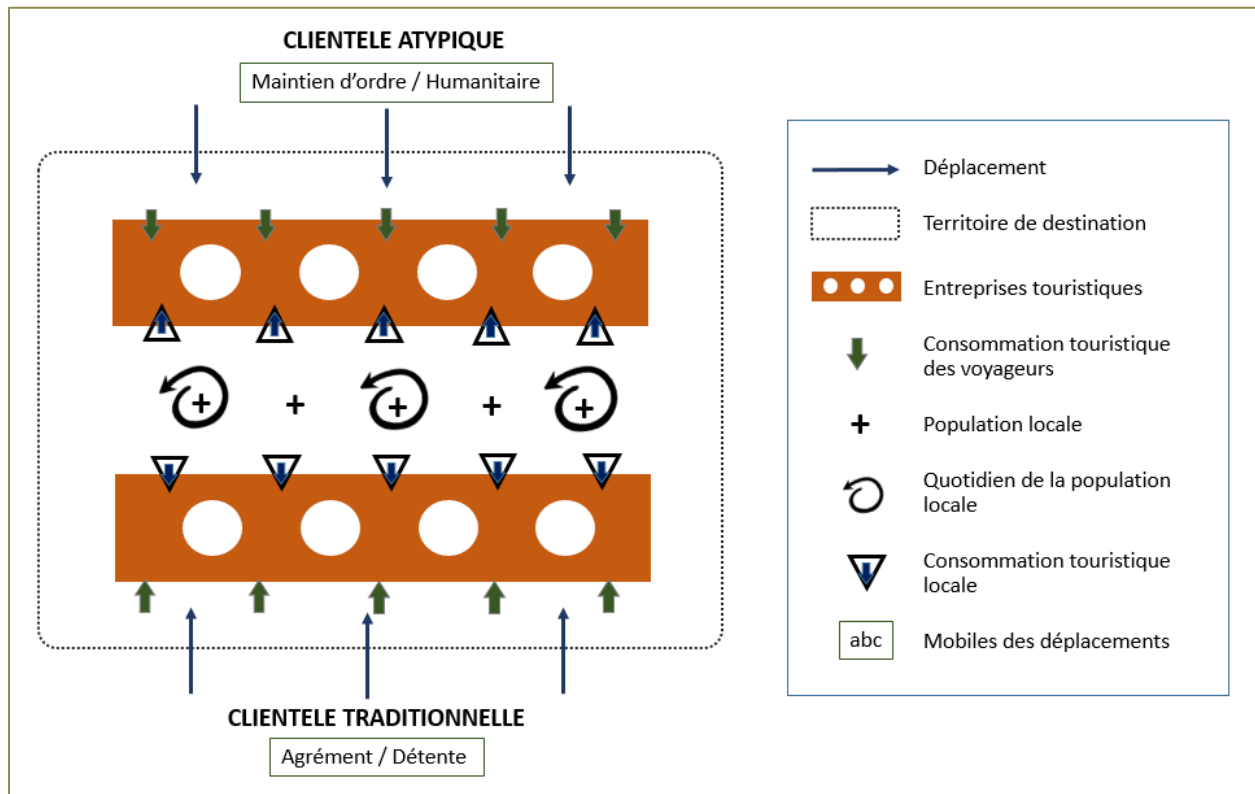 CLIENTELE ATYPIQUE
Maintien d’ordre / Humanitaire
Déplacement
Territoire de destination
Entreprises touristiques
Consommation touristique
des voyageurs
Population locale
Quotidien de la population
locale
Consommation touristique
locale
abc
Mobiles des déplacements
CLIENTELE TRADITIONNELLE
Agrément / Détente